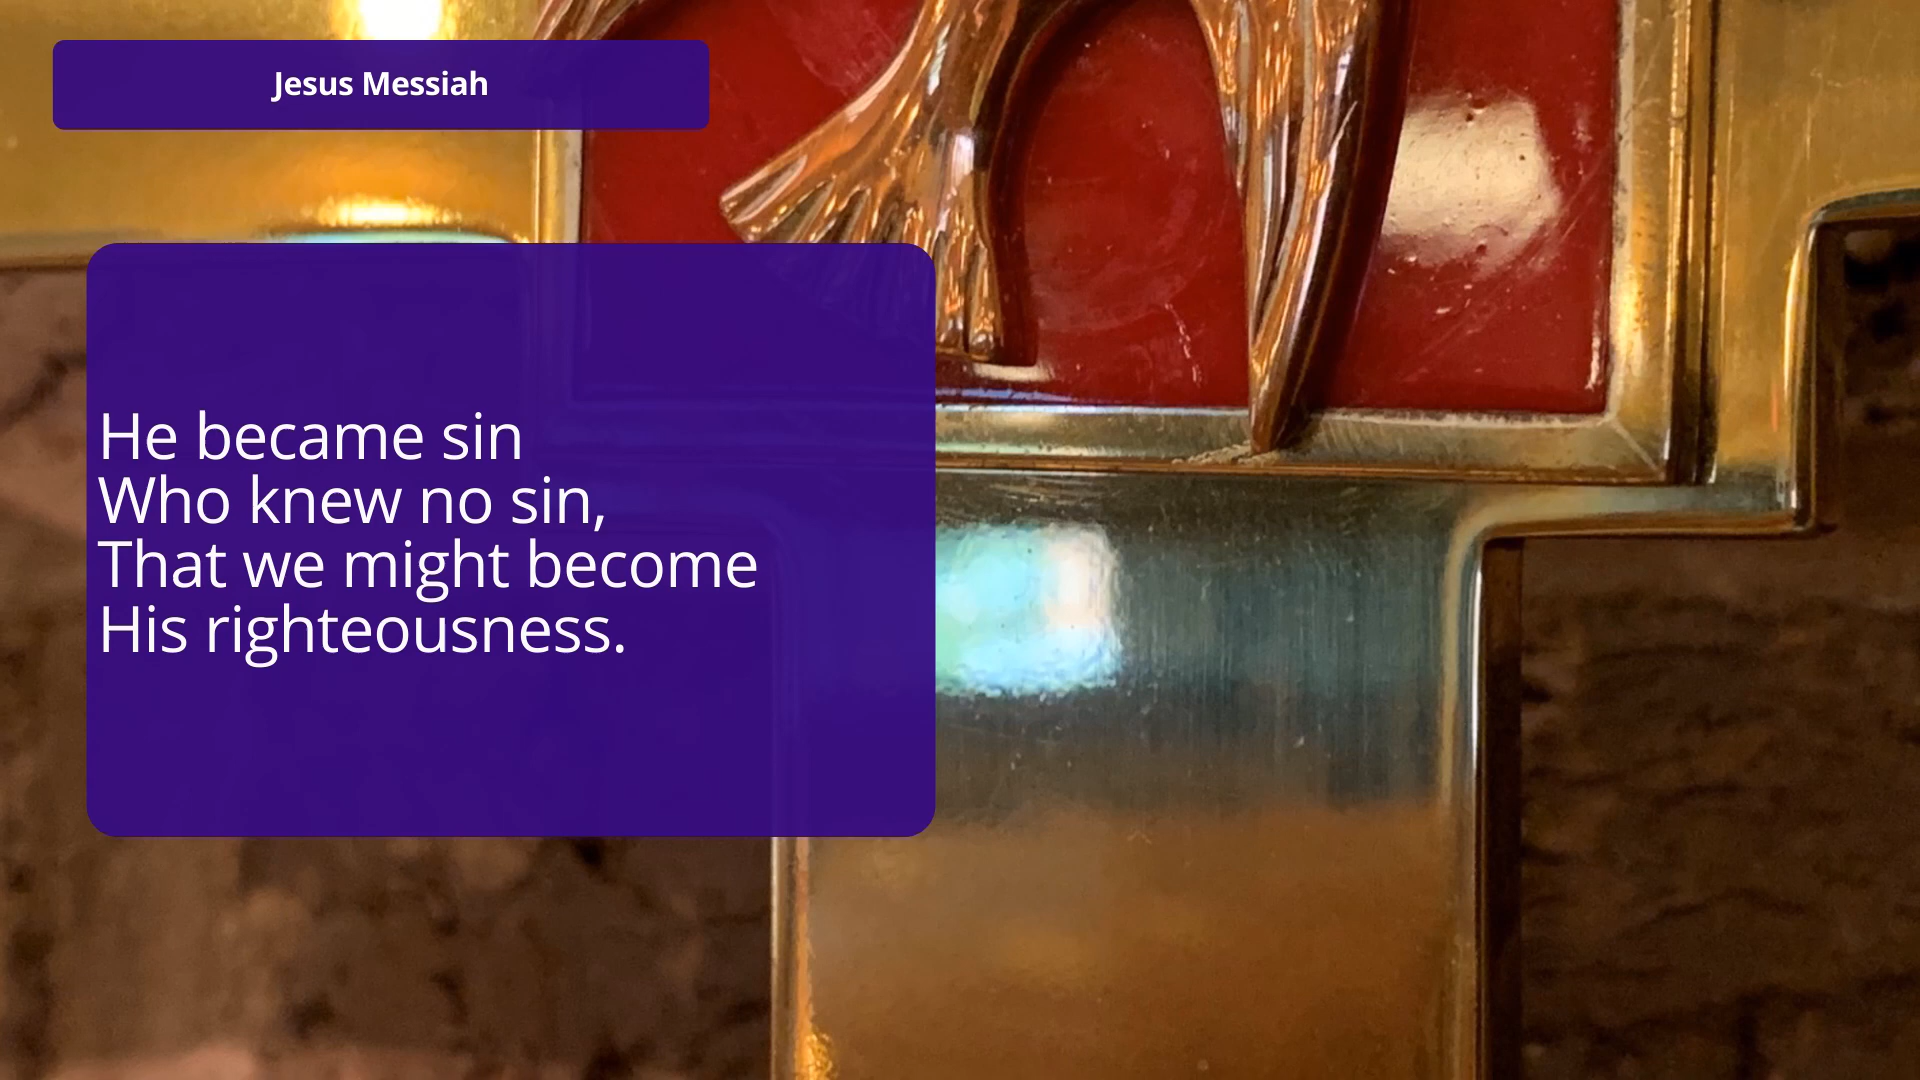 Jesus Messiah
He became sin
Who knew no sin,
That we might become
His righteousness.